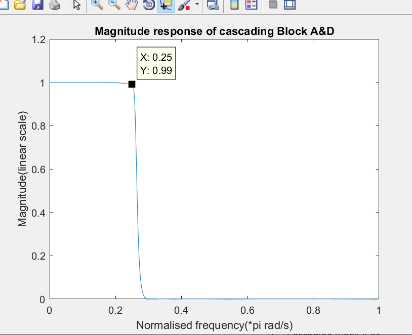 Magnitude response of cascading Block A&D
1.2
X: 0.25
Y: 0.99
1
0.8
0.6
0.4
0.2
0
Magnitude(linear scale)
0 0.2 0.4 0.6 0.8 1
Normalised frequency(*pi rad/s)